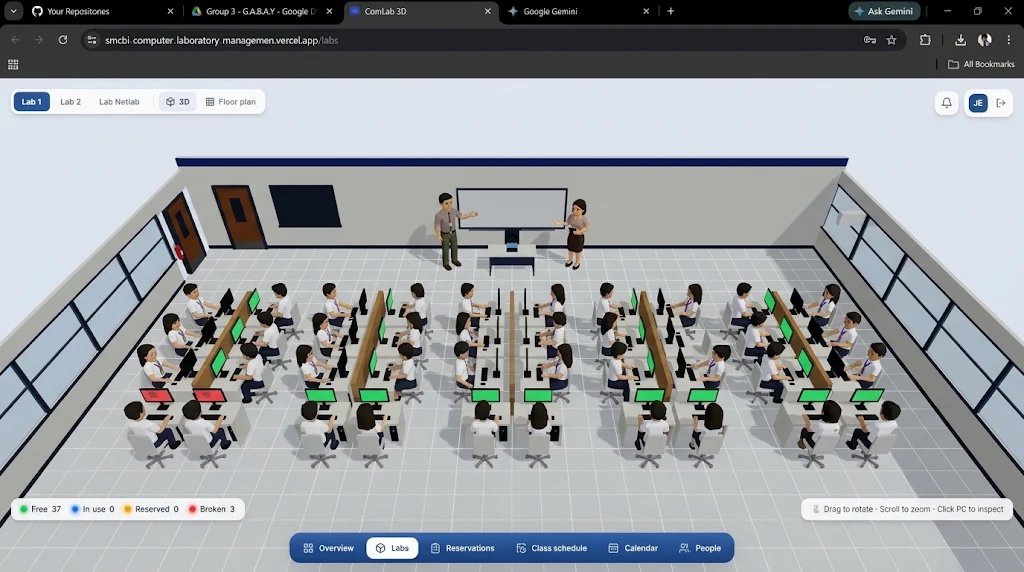 Your Repositones
Group 3 - G.A.B.A.Y - Google D
ComLab 3D
Google Gemini
Ask Gemini
smcbi-computer.laboratory.managemen.vercel.app/labs
All Bookmarks
Lab 1
Lab 2
Lab Netlab
3D
Floor plan
JE
Free 37
In use 0
Reserved 0
Broken 3
Drag to rotate - Scroll to zoom - Click PC to inspect
Overview
Labs
Reservations
Class schedule
Calendar
People